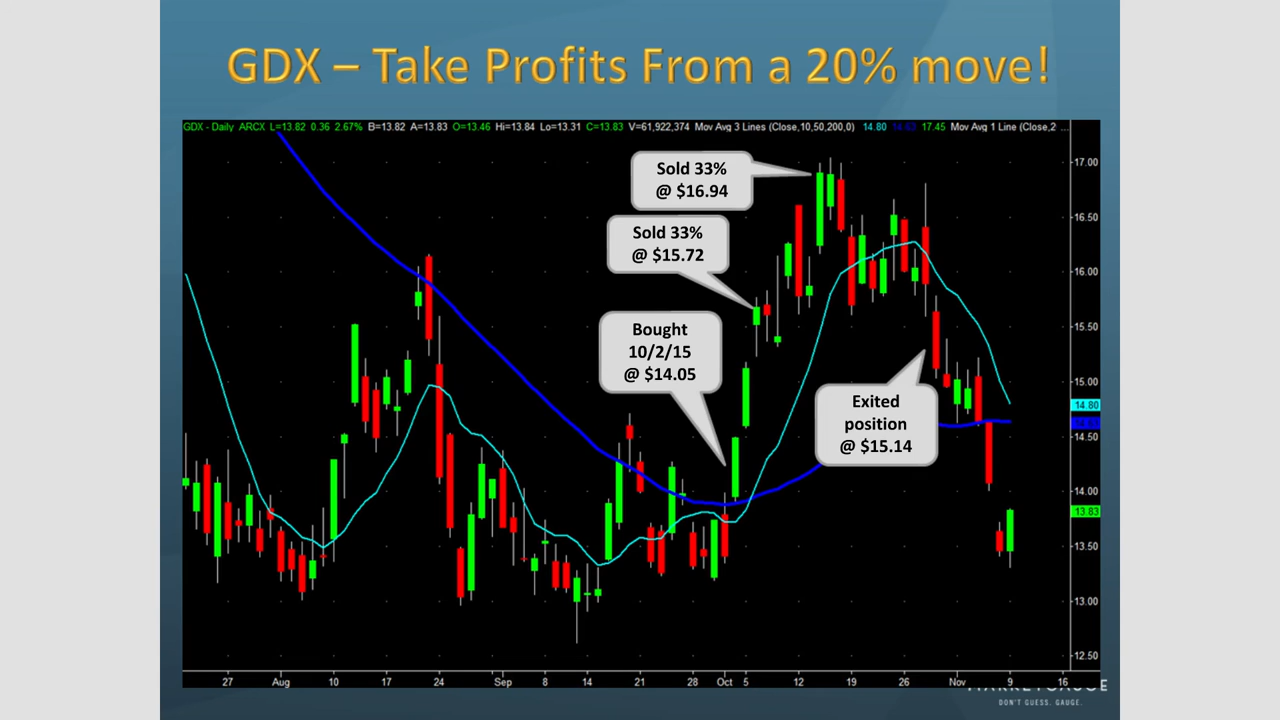 GDX – Take Profits From a 20% move!
GDX - Daily ARCX L=13.82 0.36 2.67% B=13.82 A=13.83 O=13.46 Hi=13.84 Lo=13.31 C=13.83 V=61,922,374 Mov Avg 3 Lines (Close,10,50,200,0) 14.80 17.45 Mov Avg 1 Line (Close,2 ...
Sold 33%
@ $16.94
Sold 33%
@ $15.72
Bought
10/2/15
@ $14.05
Exited
position
@ $15.14
17.00
16.50
16.00
15.50
15.00
14.80
14.50
14.00
13.83
13.50
13.00
12.50
27 Aug 10 17 24 Sep 8 14 21 28 Oct 5 12 19 26 Nov 9 16
MARKETGAUGE
DON'T GUESS. GAUGE.